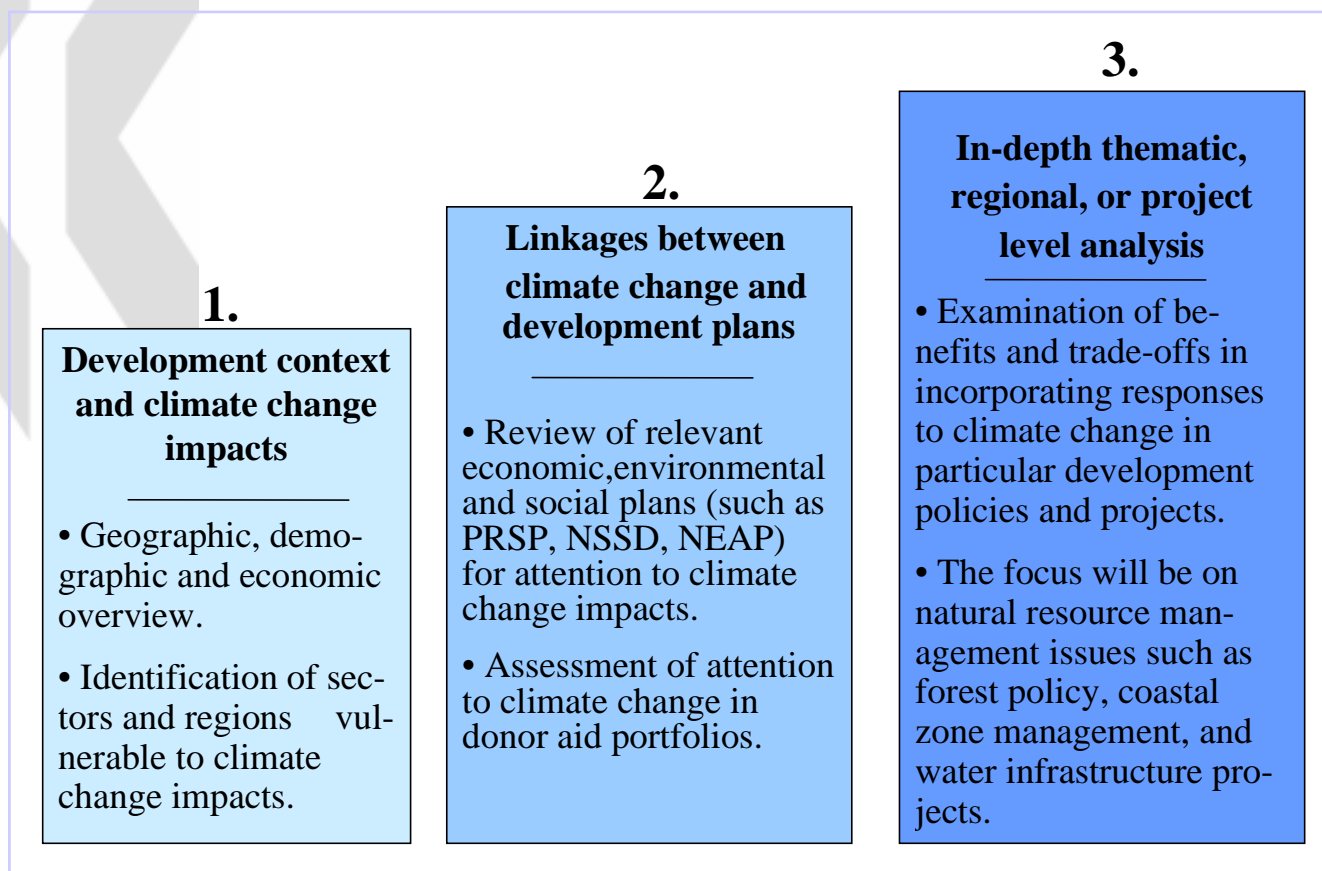 1.
Development context
and climate change
impacts
• Geographic, demo-
graphic and economic
overview.
• Identification of sec-
tors and regions vul-
nerable to climate
change impacts.
2.
Linkages between
climate change and
development plans
• Review of relevant
economic,environmental
and social plans (such as
PRSP, NSSD, NEAP)
for attention to climate
change impacts.
• Assessment of attention
to climate change in
donor aid portfolios.
3.
In-depth thematic,
regional, or project
level analysis
• Examination of be-
nefits and trade-offs in
incorporating responses
to climate change in
particular development
policies and projects.
• The focus will be on
natural resource man-
agement issues such as
forest policy, coastal
zone management, and
water infrastructure pro-
jects.